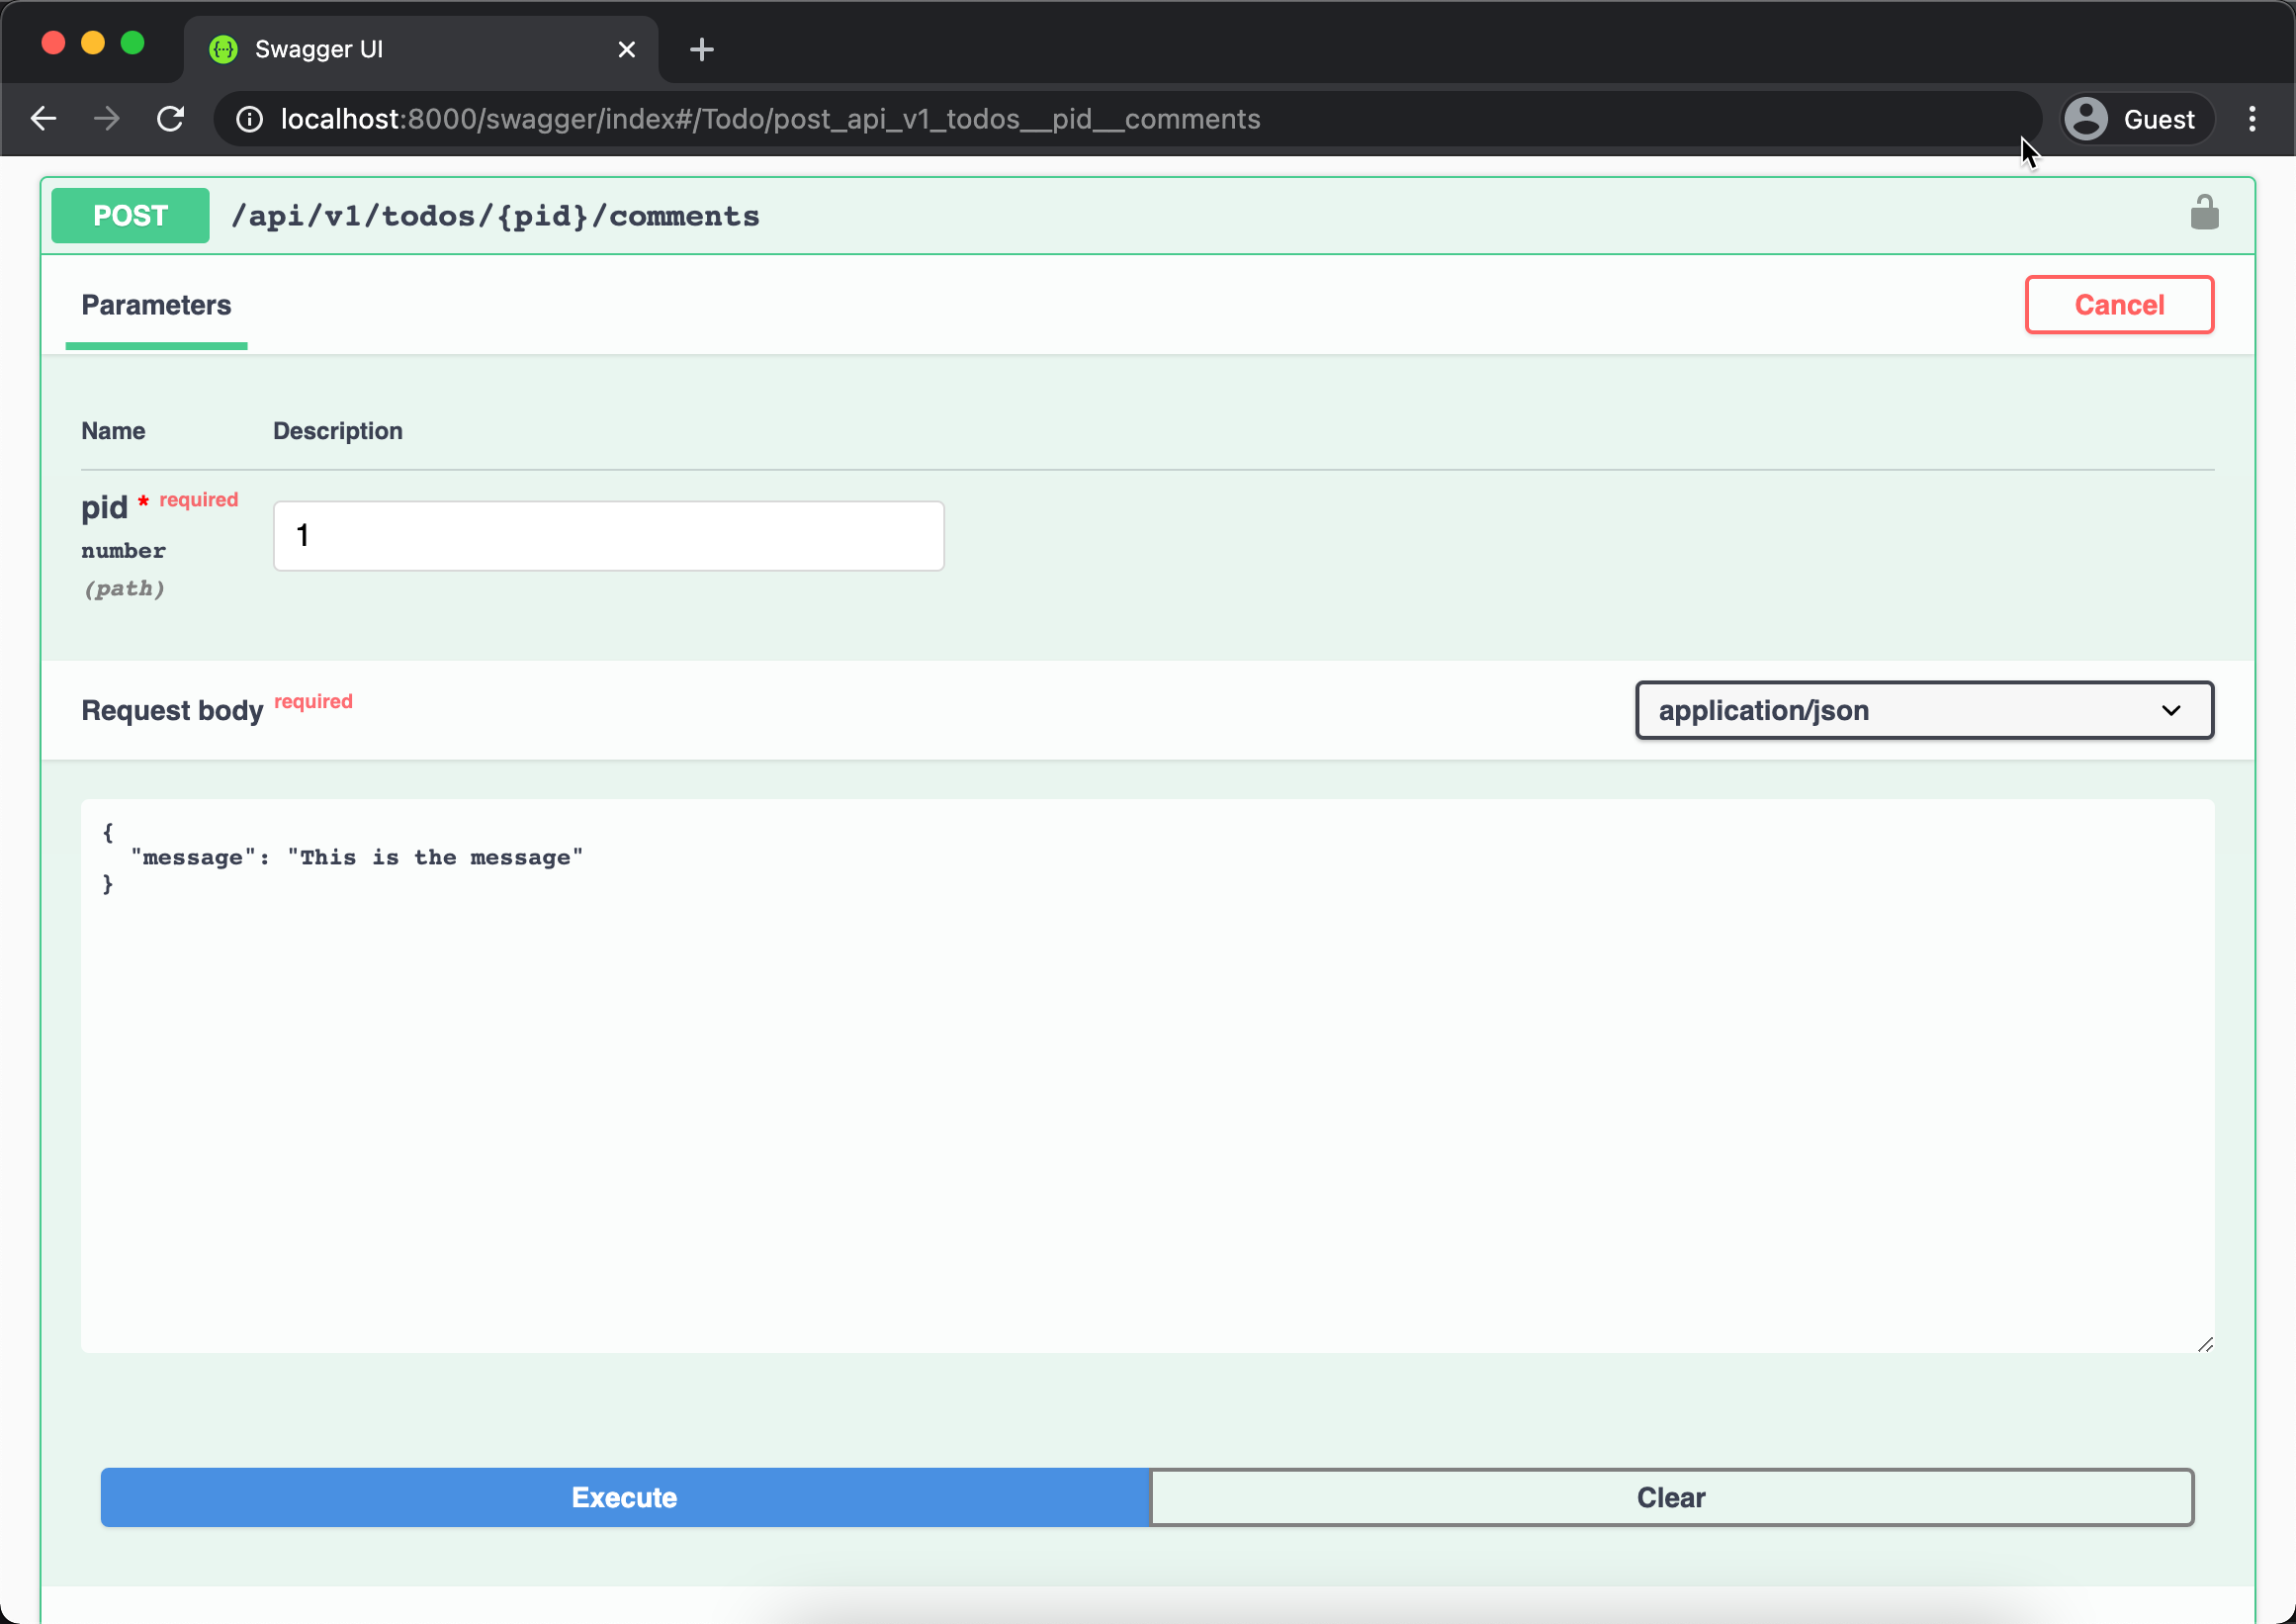 Swagger UI
localhost:8000/swagger/index#/Todo/post_api_v1_todos__pid__comments
Guest
POST /api/v1/todos/{pid}/comments
Parameters
Cancel
Name Description
pid * required
number
(path)
1
Request body required
application/json
{
"message": "This is the message"
}
Execute
Clear